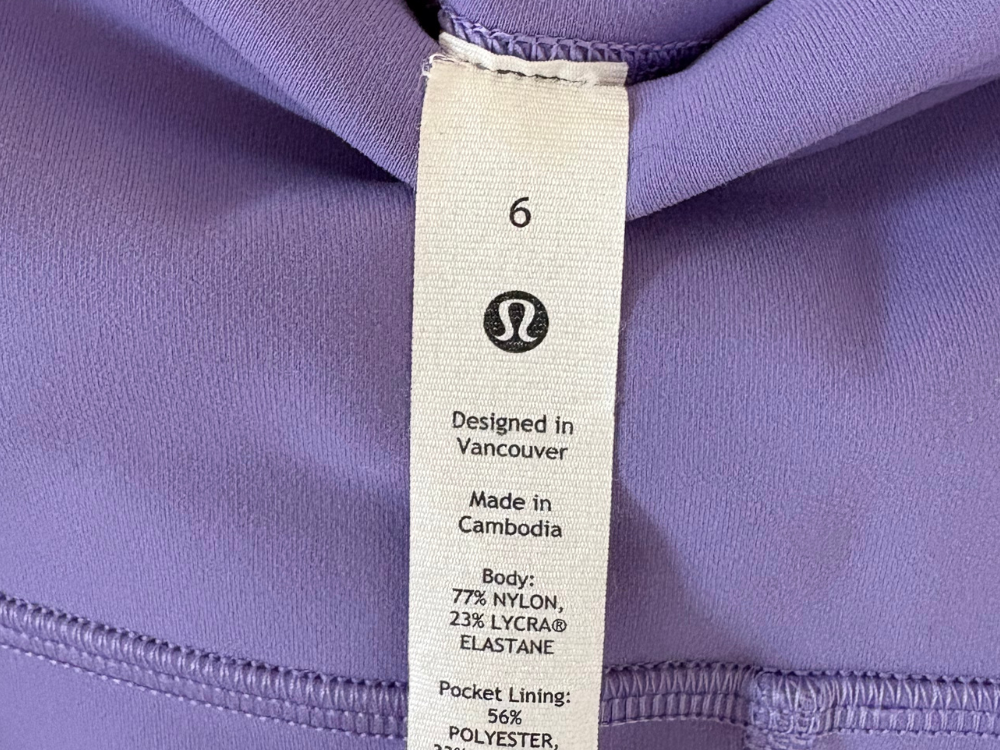 6
Designed in
Vancouver
Made in
Cambodia
Body:
77% NYLON,
23% LYCRA®
ELASTANE
Pocket Lining:
56%
POLYESTER,